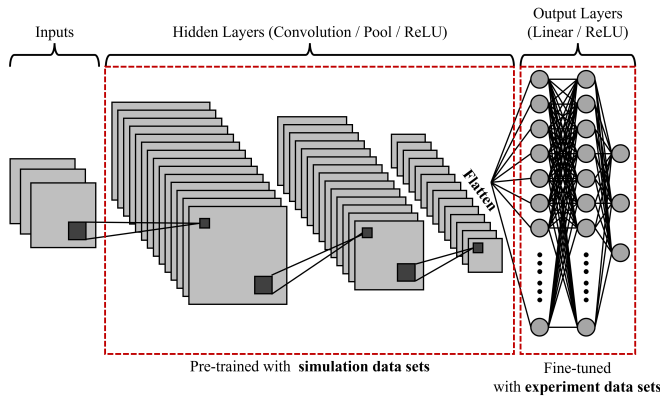 Inputs
Hidden Layers (Convolution / Pool / ReLU)
Output Layers
(Linear / ReLU)
Flatten
Pre-trained with simulation data sets
Fine-tuned
with experiment data sets